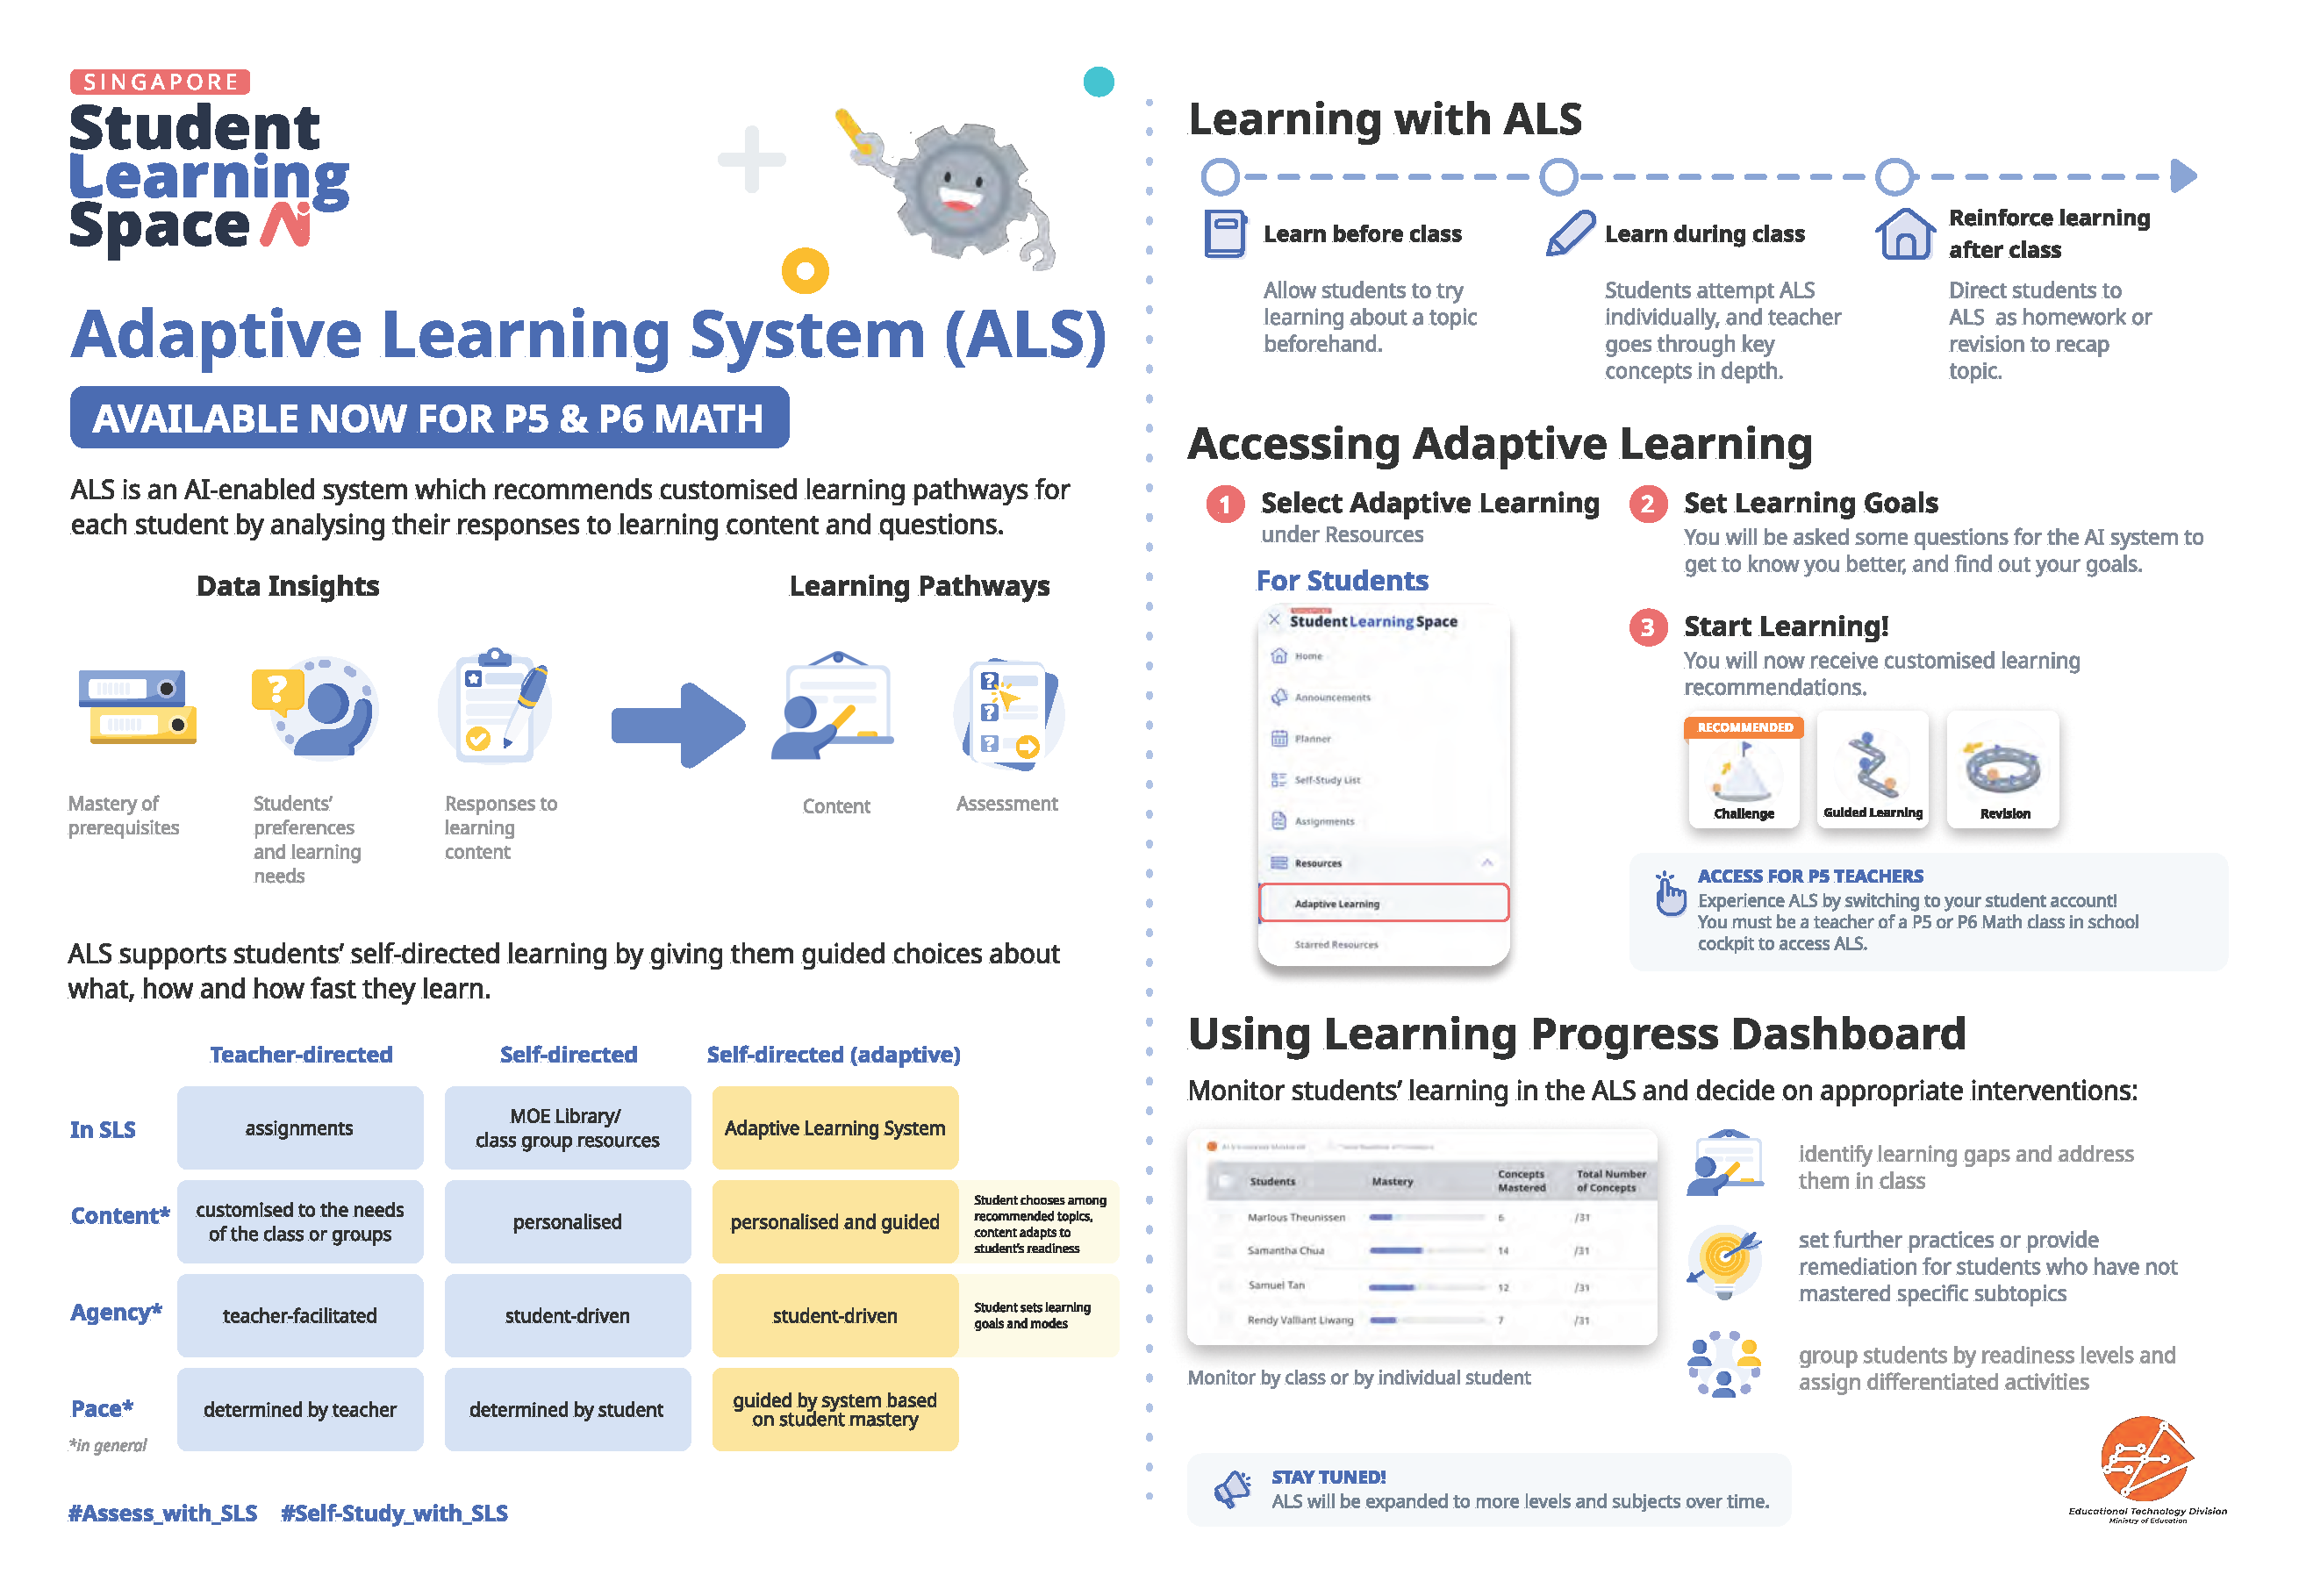 SINGAPORE
Student
Learning
Space
Adaptive Learning System (ALS)
AVAILABLE NOW FOR P5 & P6 MATH
ALS is an AI-enabled system which recommends customised learning pathways for
each student by analysing their responses to learning content and questions.
Data Insights
Learning Pathways
Mastery of
prerequisites
Students'
preferences
and learning
needs
Responses to
learning
content
Content
Assessment
ALS supports students' self-directed learning by giving them guided choices about
what, how and how fast they learn.
Teacher-directed
Self-directed
Self-directed (adaptive)
In SLS
assignments
MOE Library/
class group resources
Adaptive Learning System
Content*
customised to the needs
of the class or groups
personalised
personalised and guided
Student chooses among
recommended topics,
content adapts to
student's readiness
Agency*
teacher-facilitated
student-driven
student-driven
Student sets learning
goals and modes
Pace*
*in general
determined by teacher
determined by student
guided by system based
on student mastery
#Assess_with_SLS #Self-Study_with_SLS
Learning with ALS
Learn before class
Allow students to try
learning about a topic
beforehand.
Learn during class
Students attempt ALS
individually, and teacher
goes through key
concepts in depth.
Reinforce learning
after class
Direct students to
ALS as homework or
revision to recap
topic.
Accessing Adaptive Learning
1 Select Adaptive Learning
under Resources
For Students
Student Learning Space
Home
Announcements
Planner
Self-Study List
Assignments
Resources
Adaptive Learning
Starred Resources
2 Set Learning Goals
You will be asked some questions for the AI system to
get to know you better, and find out your goals.
3 Start Learning!
You will now receive customised learning
recommendations.
RECOMMENDED
Challenge
Guided Learning
Revision
ACCESS FOR P5 TEACHERS
Experience ALS by switching to your student account!
You must be a teacher of a P5 or P6 Math class in school
cockpit to access ALS.
Using Learning Progress Dashboard
Monitor students' learning in the ALS and decide on appropriate interventions:
Students Mastery Concepts Mastered Total Number of Concepts
Marlous Theunissen 6 /31
Samantha Chua 14 /31
Samuel Tan 12 /31
Rendy Valliant Liwang 7 /31
Monitor by class or by individual student
identify learning gaps and address
them in class
set further practices or provide
remediation for students who have not
mastered specific subtopics
group students by readiness levels and
assign differentiated activities
STAY TUNED!
ALS will be expanded to more levels and subjects over time.
Educational Technology Division
Ministry of Education